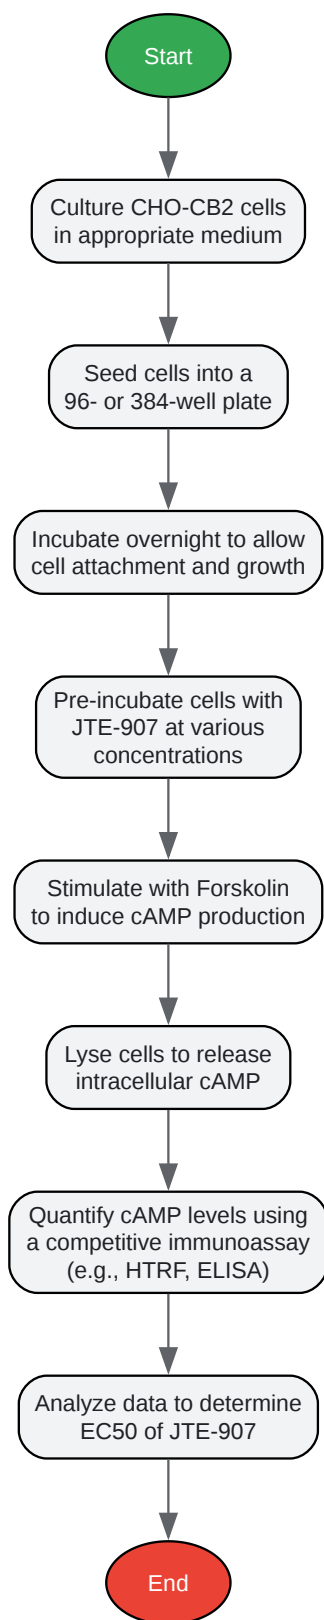 Start
Culture CHO-CB2 cells
in appropriate medium
Seed cells into a
96- or 384-well plate
Incubate overnight to allow
cell attachment and growth
Pre-incubate cells with
JTE-907 at various
concentrations
Stimulate with Forskolin
to induce cAMP production
Lyse cells to release
intracellular cAMP
Quantify cAMP levels using
a competitive immunoassay
(e.g., HTRF, ELISA)
Analyze data to determine
EC50 of JTE-907
End